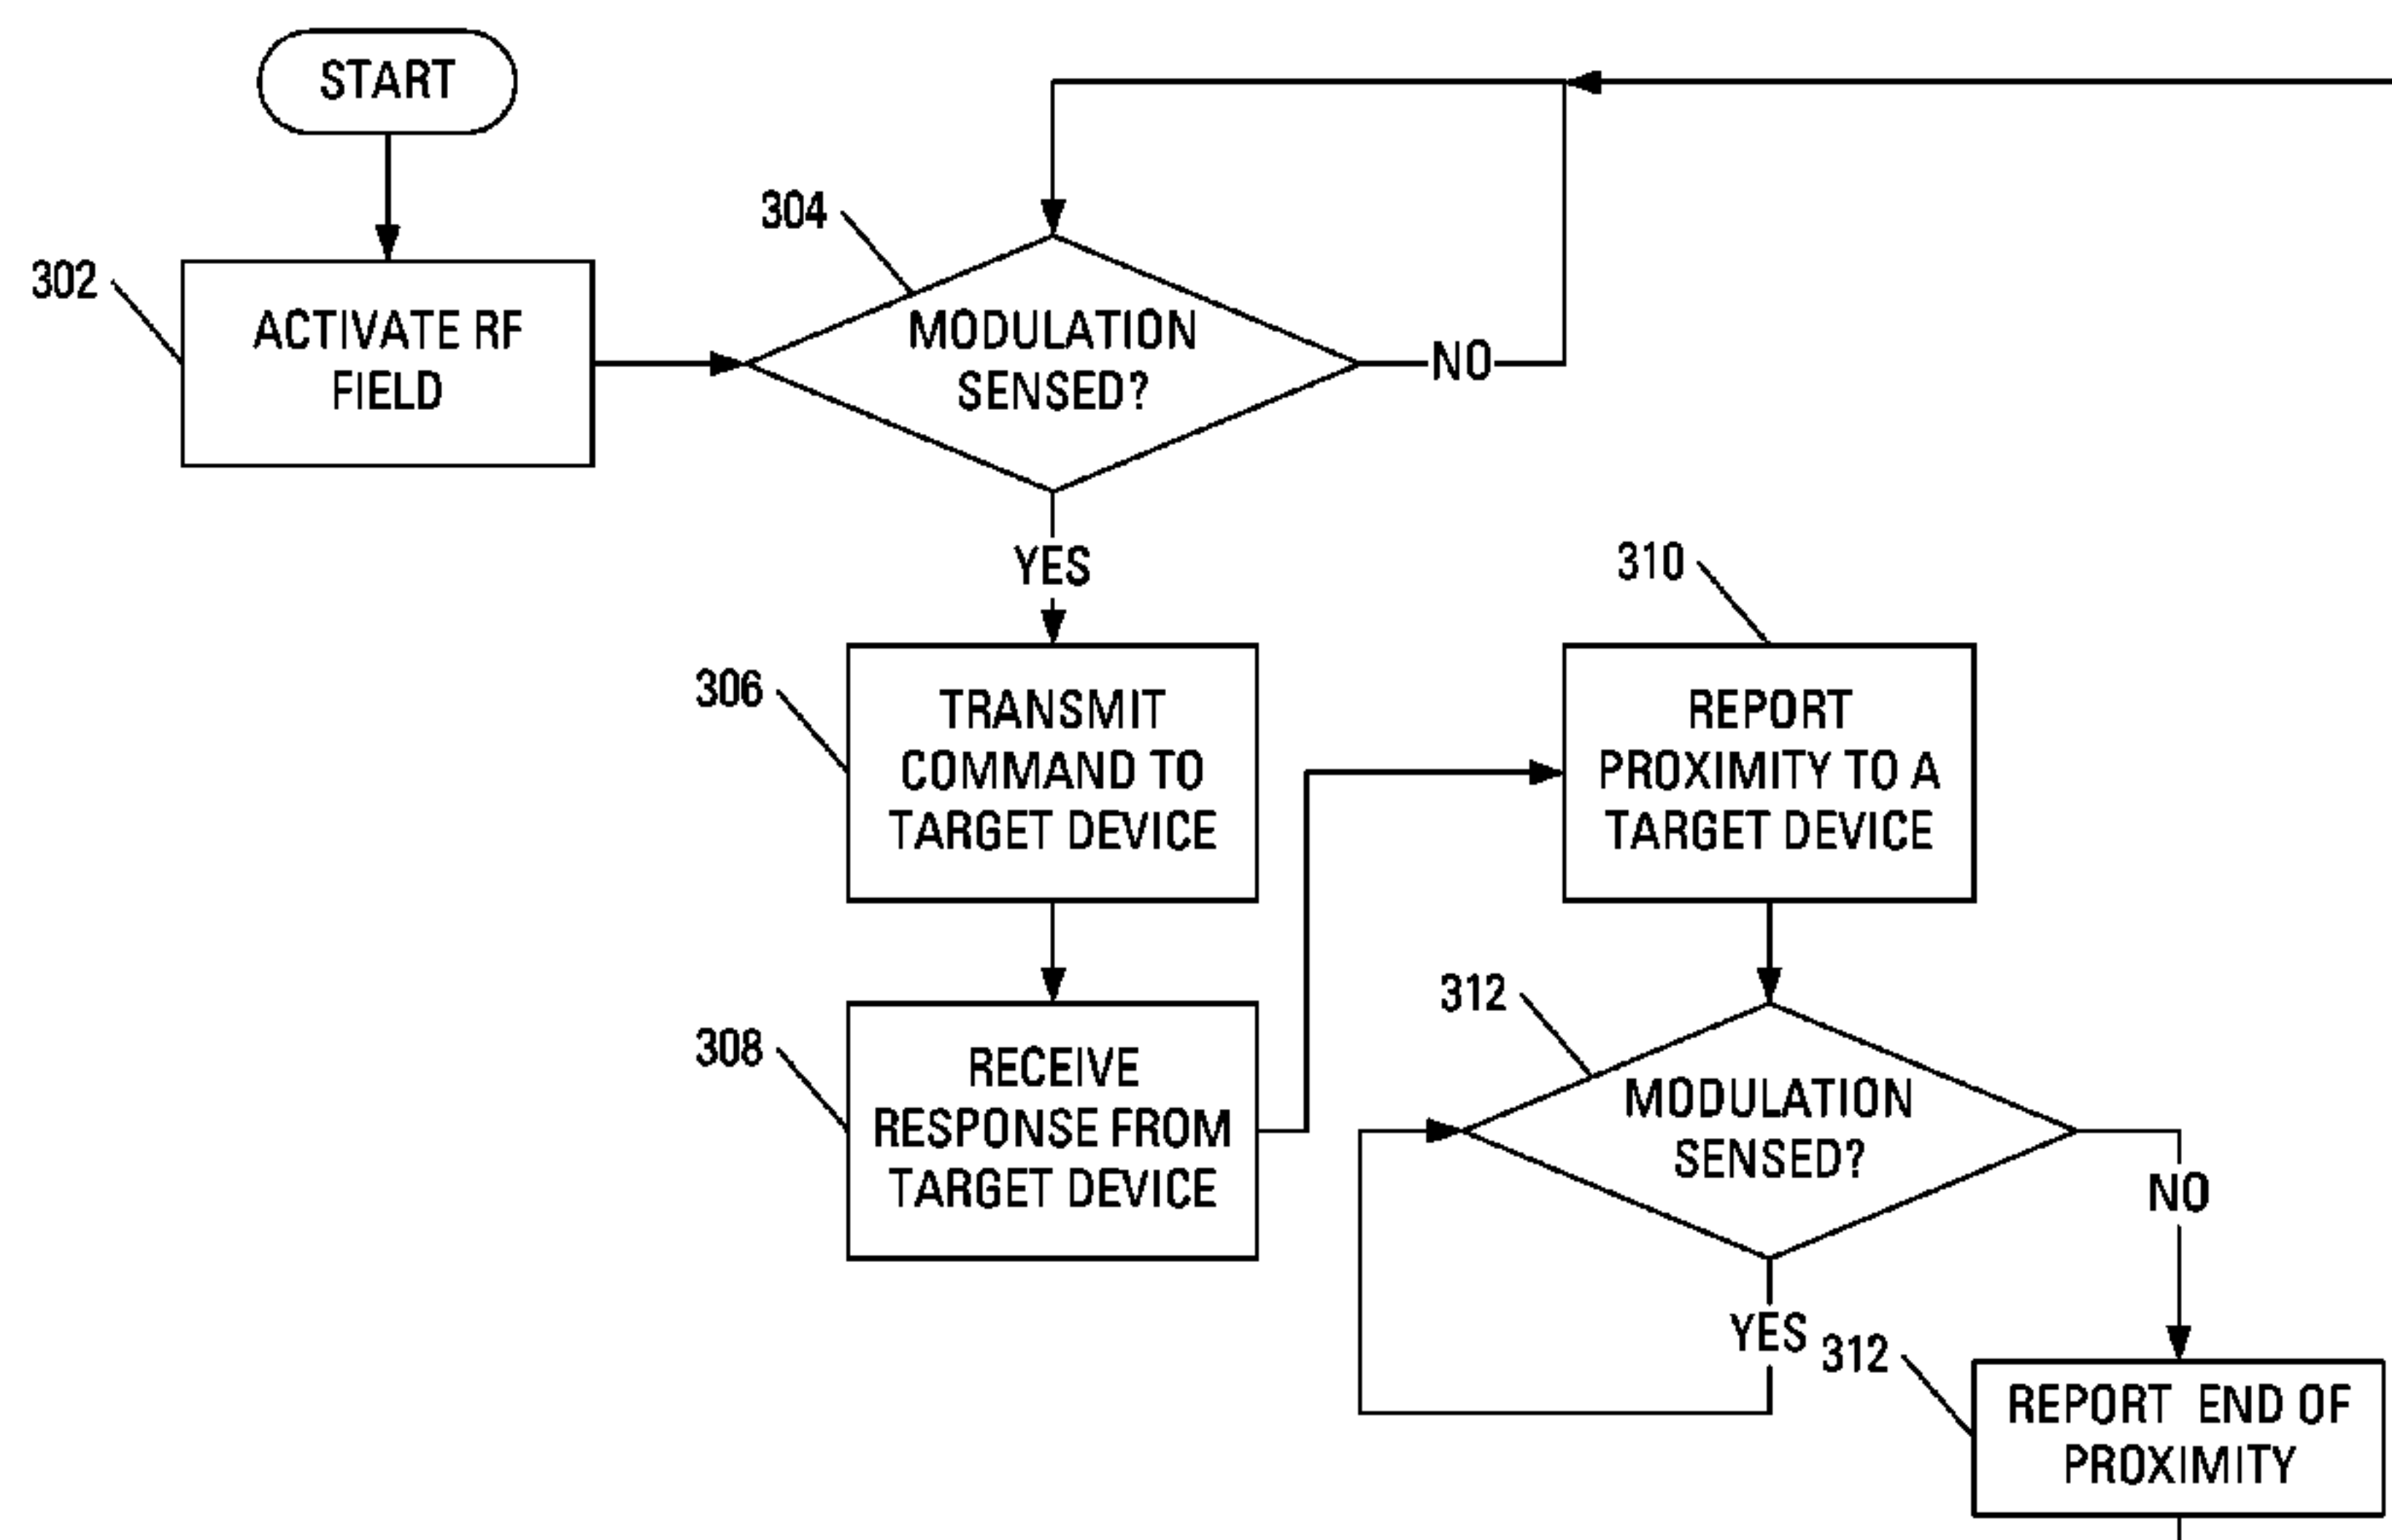 START
302
ACTIVATE RF
FIELD
304
MODULATION
SENSED?
NO
YES
306
TRANSMIT
COMMAND TO
TARGET DEVICE
308
RECEIVE
RESPONSE FROM
TARGET DEVICE
310
REPORT
PROXIMITY TO A
TARGET DEVICE
312
MODULATION
SENSED?
NO
YES
312
REPORT END OF
PROXIMITY